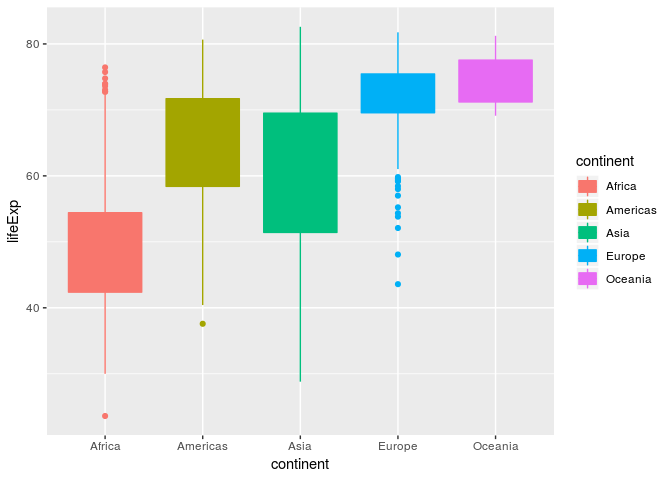 80
60
40
lifeExp
Africa
Americas
Asia
Europe
Oceania
continent
continent
Africa
Americas
Asia
Europe
Oceania